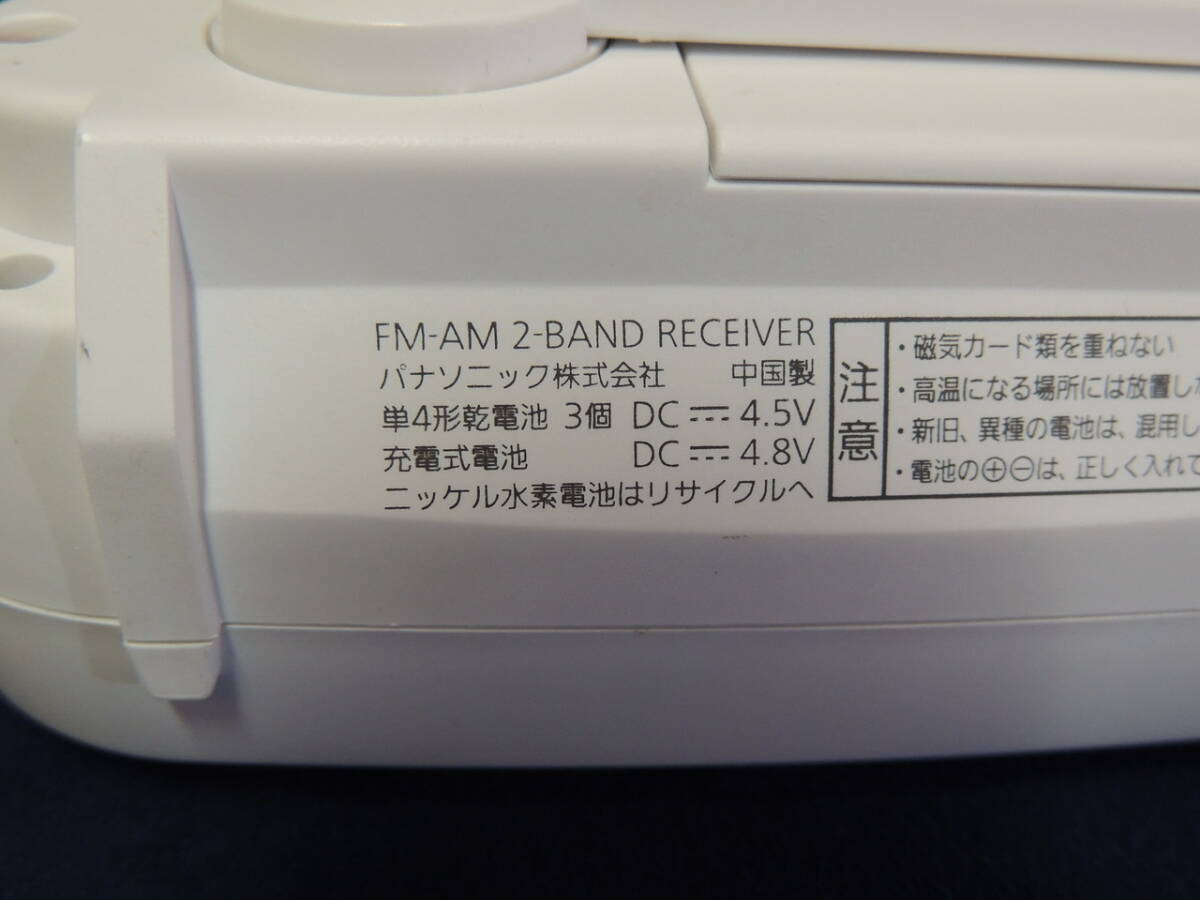 FM-AM 2-BAND RECEIVER
パナソニック株式会社 中国製
単4形乾電池 3個 DC⎓4.5V
充電式電池 DC⎓4.8V
ニッケル水素電池はリサイクルへ
注意
・磁気カード類を重ねない
・高温になる場所には放置し
・新旧、異種の電池は、混用し
・電池の⊕⊖は、正しく入れて